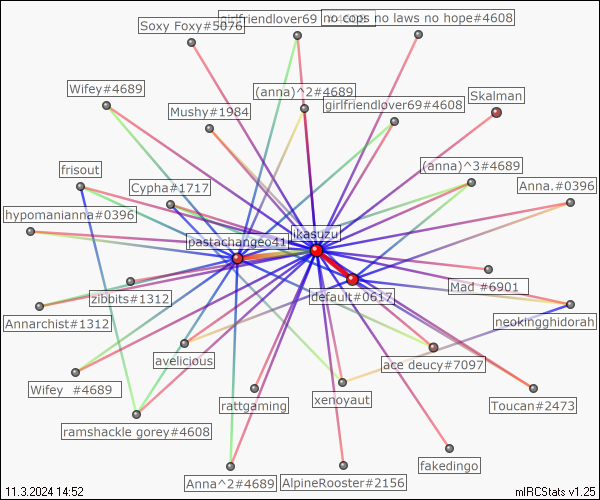 girlfriendlover69
no cops no laws no hope#4608
Soxy Foxy#5076
Wifey#4689
(anna)^2#4689
Skalman
Mushy#1984
girlfriendlover69#4608
frisout
(anna)^3#4689
Cypha#1717
Anna.#0396
hypomanianna#0396
ikasuzu
pastachangeo41
zibbits#1312
Mad #6901
default#0617
Annarchist#1312
neokingghidorah
avelicious
ace deucy#7097
Wifey #4689
rattgaming
xenoyaut
Toucan#2473
ramshackle gorey#4608
fakedingo
Anna^2#4689
AlpineRooster#2156
11.3.2024 14:52
mIRCStats v1.25